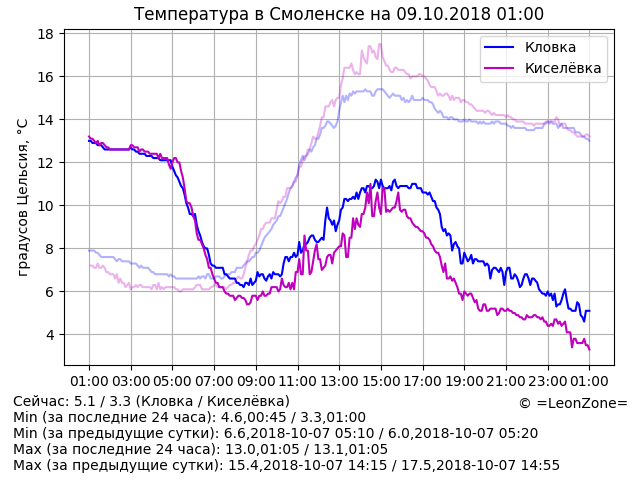 Температура в Смоленске на 09.10.2018 01:00
18
16
14
12
10
8
6
4
градусов Цельсия, °C
Кловка
Киселёвка
01:00 03:00 05:00 07:00 09:00 11:00 13:00 15:00 17:00 19:00 21:00 23:00 01:00
Сейчас: 5.1 / 3.3 (Кловка / Киселёвка)
© =LeonZone=
Min (за последние 24 часа): 4.6,00:45 / 3.3,01:00
Min (за предыдущие сутки): 6.6,2018-10-07 05:10 / 6.0,2018-10-07 05:20
Max (за последние 24 часа): 13.0,01:05 / 13.1,01:05
Max (за предыдущие сутки): 15.4,2018-10-07 14:15 / 17.5,2018-10-07 14:55